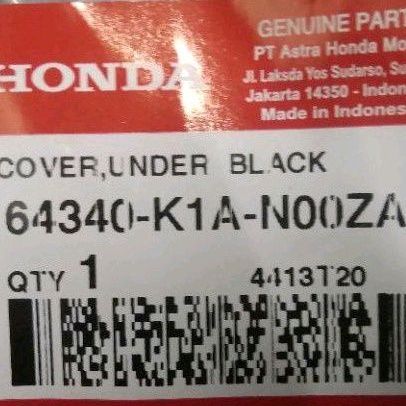 HONDA
GENUINE PART
PT Astra Honda Mo
Jl. Laksda Yos Sudarso, Su
Jakarta 14350 - Indon
Made in Indones
COVER,UNDER BLACK
64340-K1A-N00ZA
QTY 1
4413T20